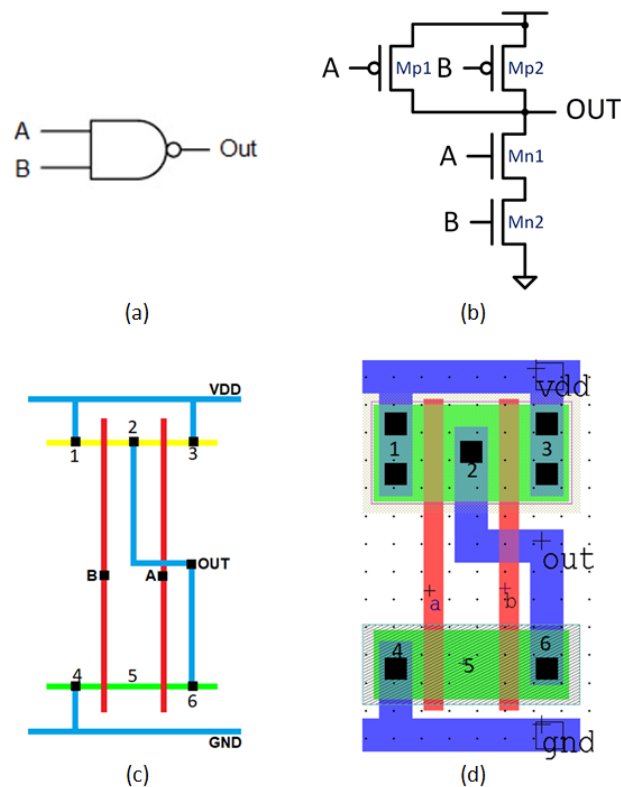 A
B
Out
(a)
A
Mp1
B
Mp2
OUT
A
Mn1
B
Mn2
(b)
VDD
1
2
3
B
A
OUT
4
5
6
GND
(c)
vdd
1
2
3
out
a
b
4
5
6
gnd
(d)